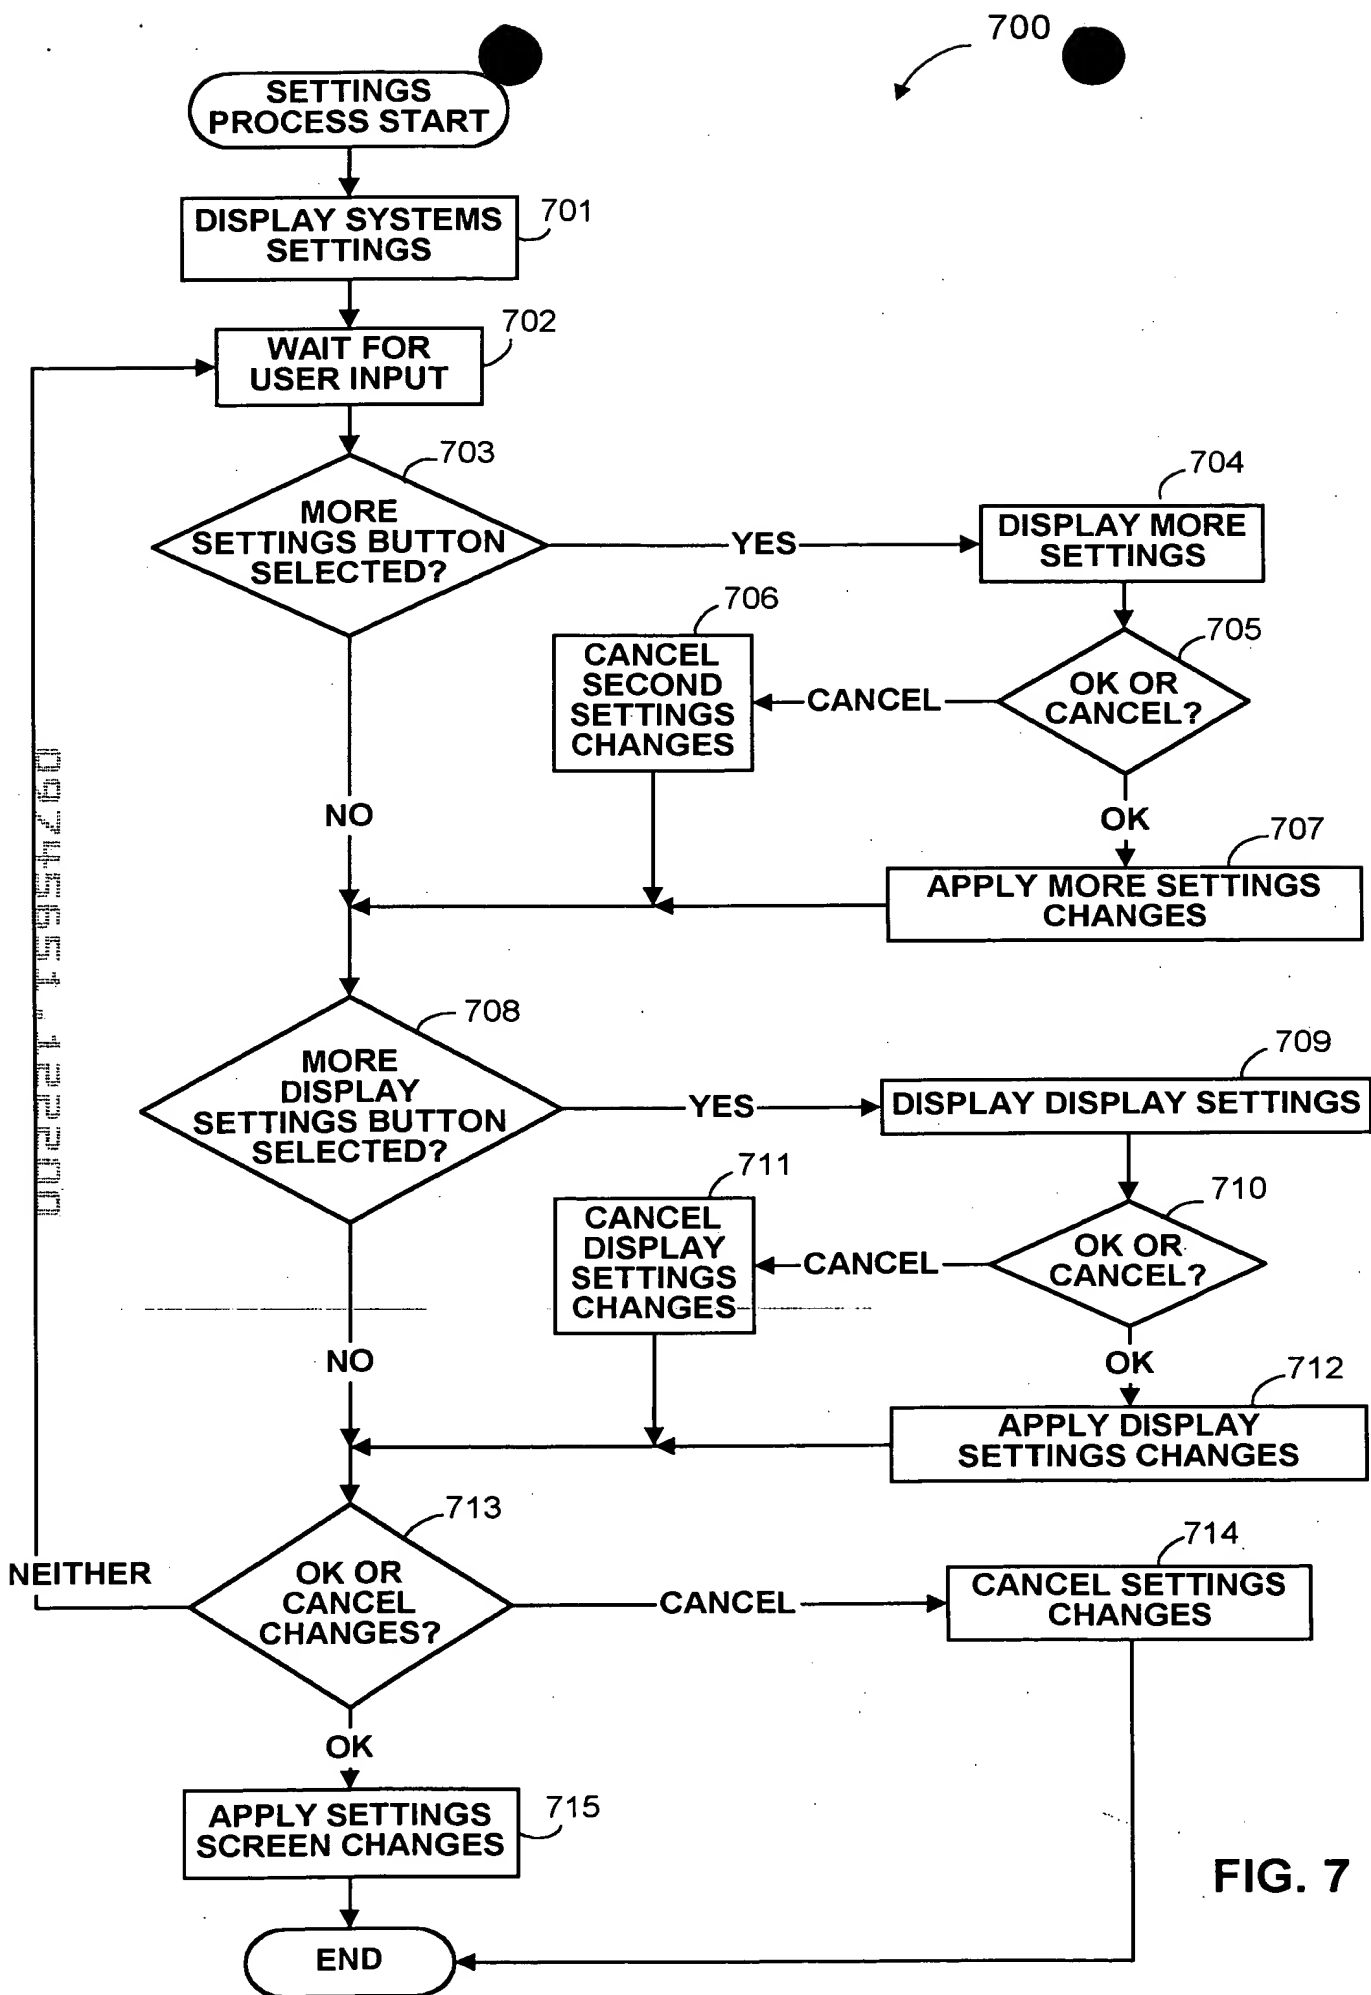 700
SETTINGS
PROCESS START
DISPLAY SYSTEMS
SETTINGS
701
WAIT FOR
USER INPUT
702
MORE
SETTINGS BUTTON
SELECTED?
703
YES
DISPLAY MORE
SETTINGS
704
OK OR
CANCEL?
705
CANCEL
CANCEL
SECOND
SETTINGS
CHANGES
706
OK
NO
APPLY MORE SETTINGS
CHANGES
707
MORE
DISPLAY
SETTINGS BUTTON
SELECTED?
708
YES
DISPLAY DISPLAY SETTINGS
709
OK OR
CANCEL?
710
CANCEL
CANCEL
DISPLAY
SETTINGS
CHANGES
711
OK
NO
APPLY DISPLAY
SETTINGS CHANGES
712
OK OR
CANCEL
CHANGES?
713
NEITHER
CANCEL
CANCEL SETTINGS
CHANGES
714
OK
APPLY SETTINGS
SCREEN CHANGES
715
END
FIG. 7
09745651.122200